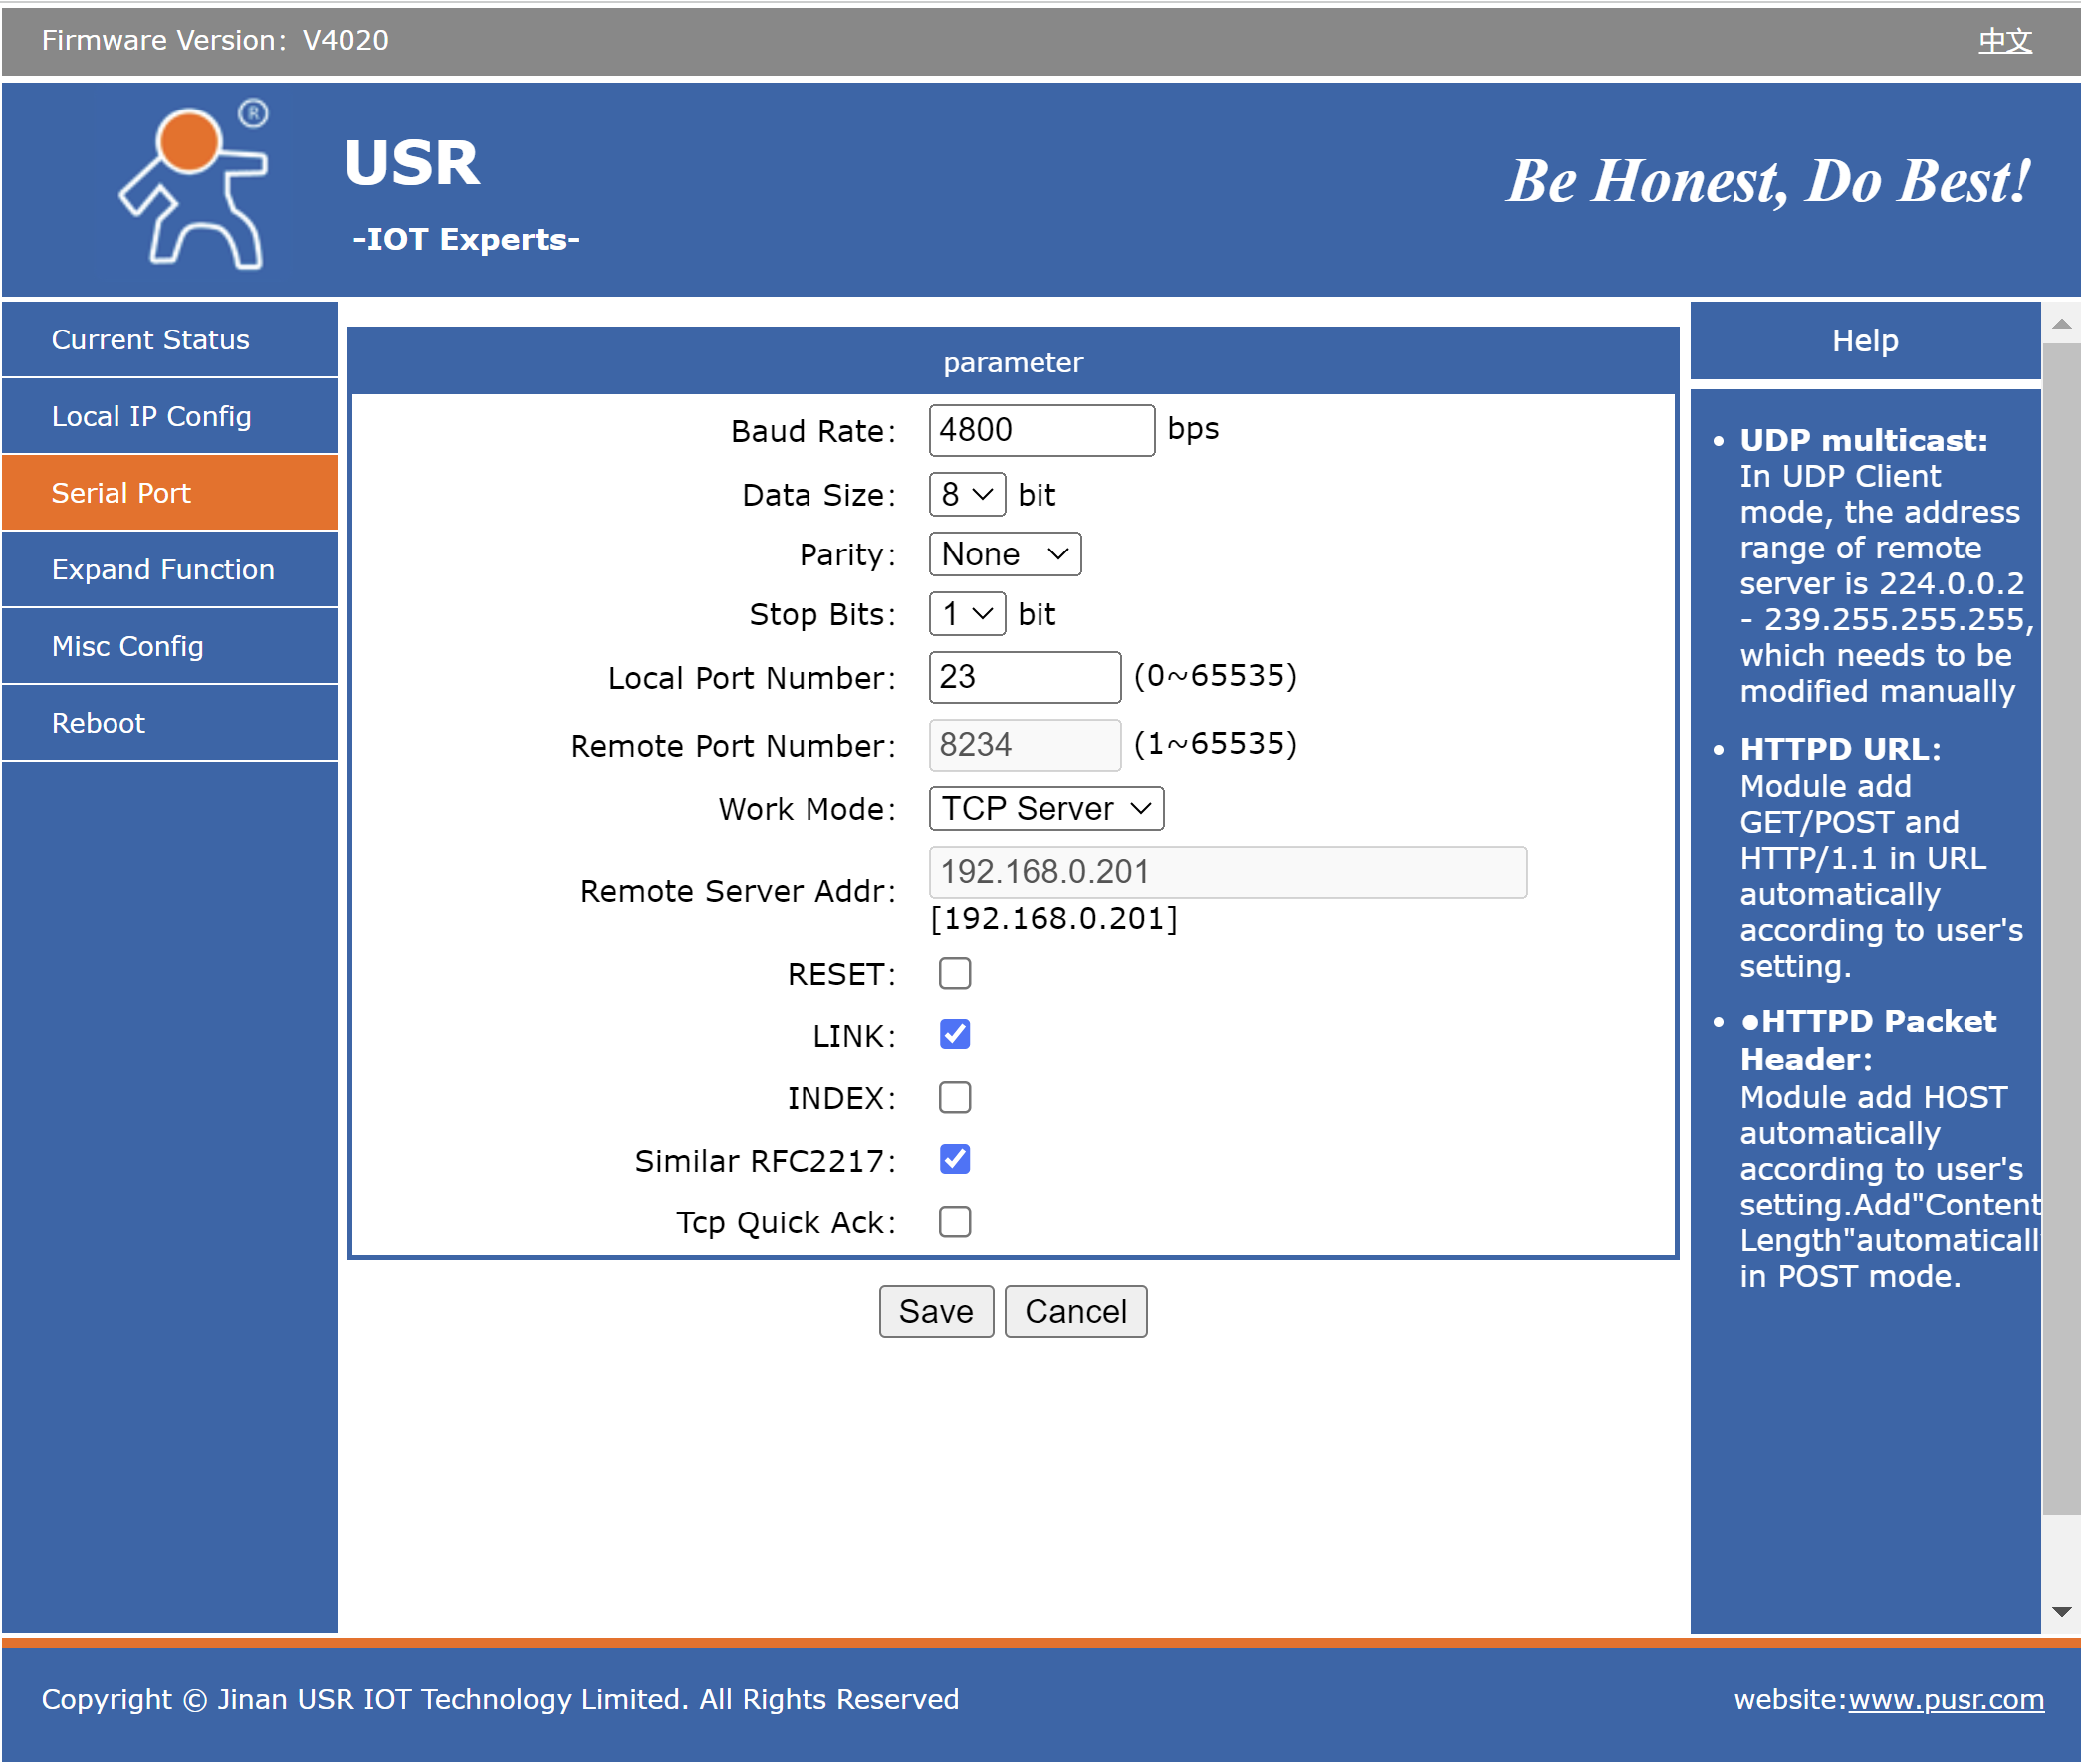 Firmware Version: V4020
中文
®
USR
-IOT Experts-
Be Honest, Do Best!
Current Status
Local IP Config
Serial Port
Expand Function
Misc Config
Reboot
parameter
Baud Rate: 4800 bps
Data Size: 8 bit
Parity: None
Stop Bits: 1 bit
Local Port Number: 23 (0~65535)
Remote Port Number: 8234 (1~65535)
Work Mode: TCP Server
Remote Server Addr: 192.168.0.201
[192.168.0.201]
RESET:
LINK:
INDEX:
Similar RFC2217:
Tcp Quick Ack:
Save Cancel
Help
• UDP multicast:
In UDP Client
mode, the address
range of remote
server is 224.0.0.2
- 239.255.255.255,
which needs to be
modified manually
• HTTPD URL:
Module add
GET/POST and
HTTP/1.1 in URL
automatically
according to user's
setting.
• ●HTTPD Packet
Header:
Module add HOST
automatically
according to user's
setting.Add"Content
Length"automaticall
in POST mode.
Copyright © Jinan USR IOT Technology Limited. All Rights Reserved
website:www.pusr.com